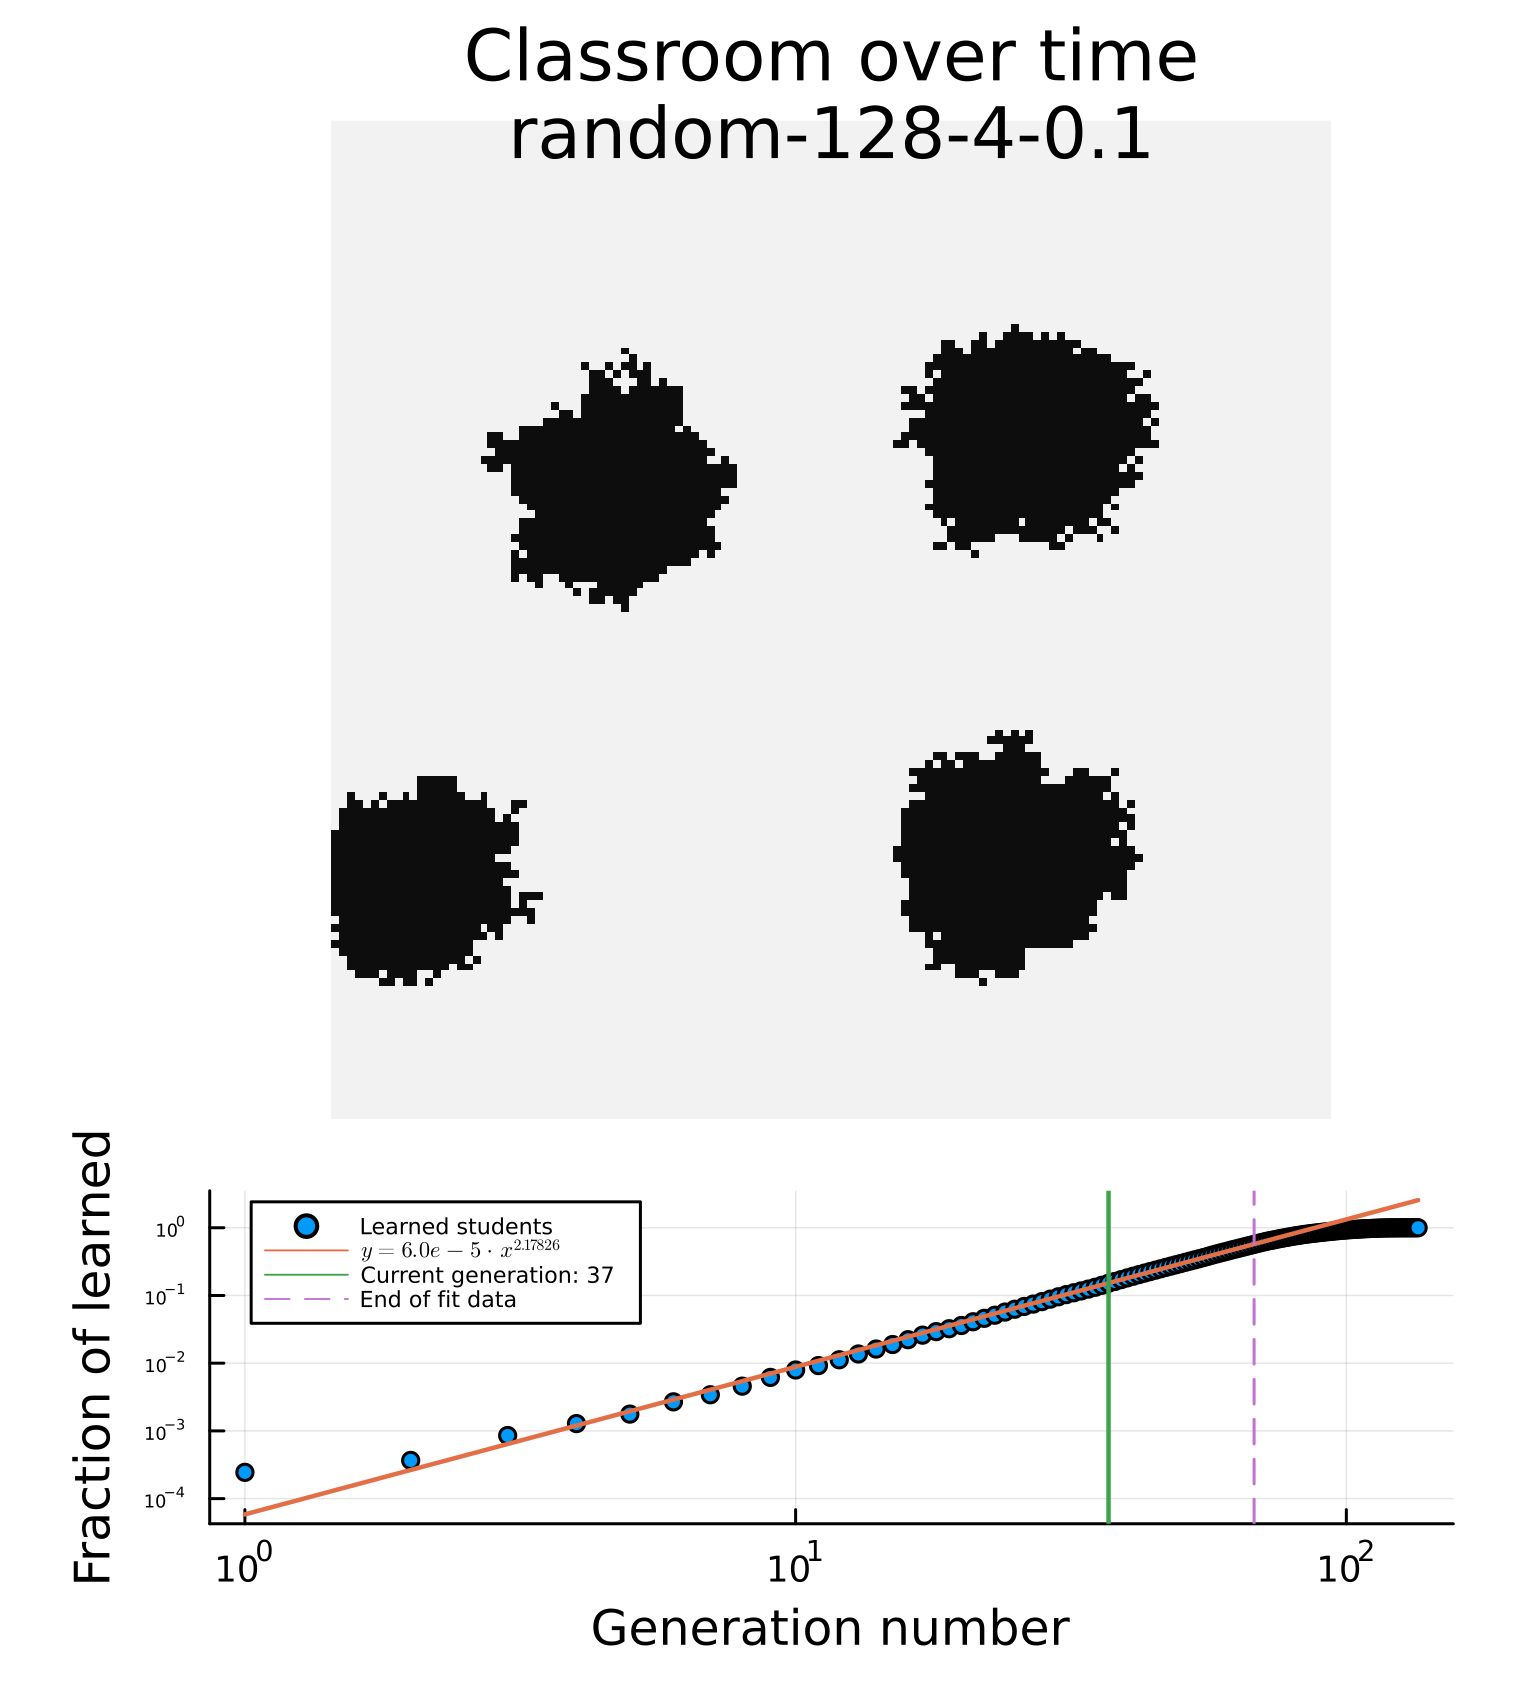 Classroom over time
random-128-4-0.1
Fraction of learned
Learned students
y = 6.0e − 5 · x^2.17826
Current generation: 37
End of fit data
10^0
10^−1
10^−2
10^−3
10^−4
10^0 10^1 10^2
Generation number